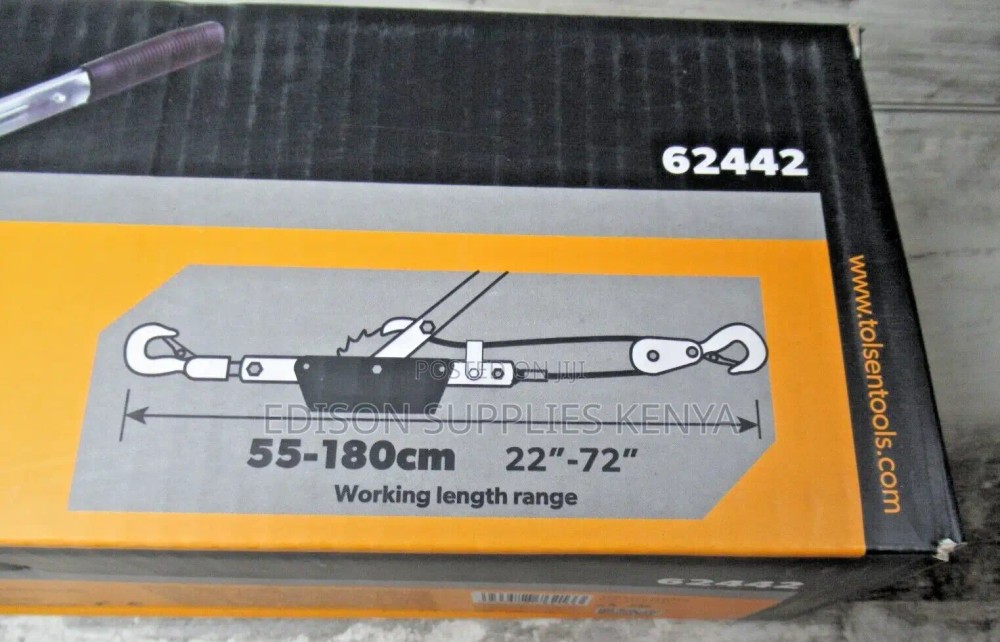 62442
www.tolsentools.com
POSTED ON JIJI
EDISON SUPPLIES KENYA
55-180cm 22"-72"
Working length range
62442